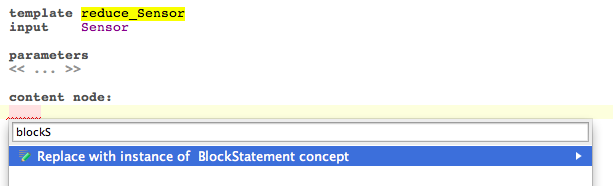 template reduce_Sensor
input Sensor
parameters
<< ... >>
content node:
blockS
Replace with instance of BlockStatement concept